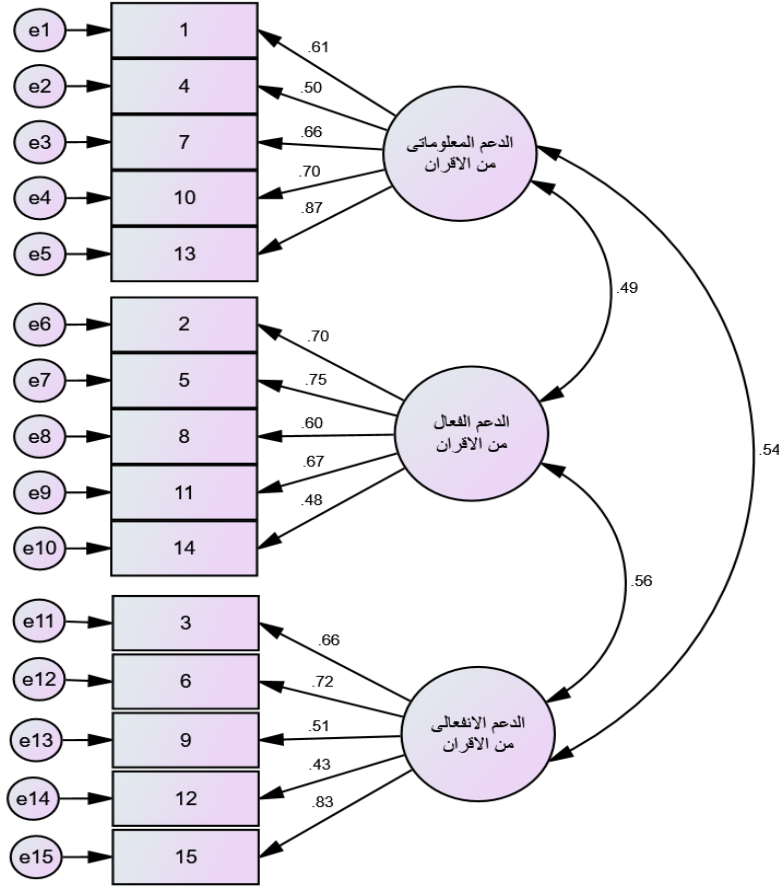 e1
1
.61
e2
4
.50
e3
7
.66
e4
10
.70
e5
13
.87
الدعم المعلوماتى
من الاقران
.49
e6
2
.70
e7
5
.75
e8
8
.60
e9
11
.67
e10
14
.48
الدعم الفعال
من الاقران
.54
.56
e11
3
.66
e12
6
.72
e13
9
.51
e14
12
.43
e15
15
.83
الدعم الانفعالى
من الاقران